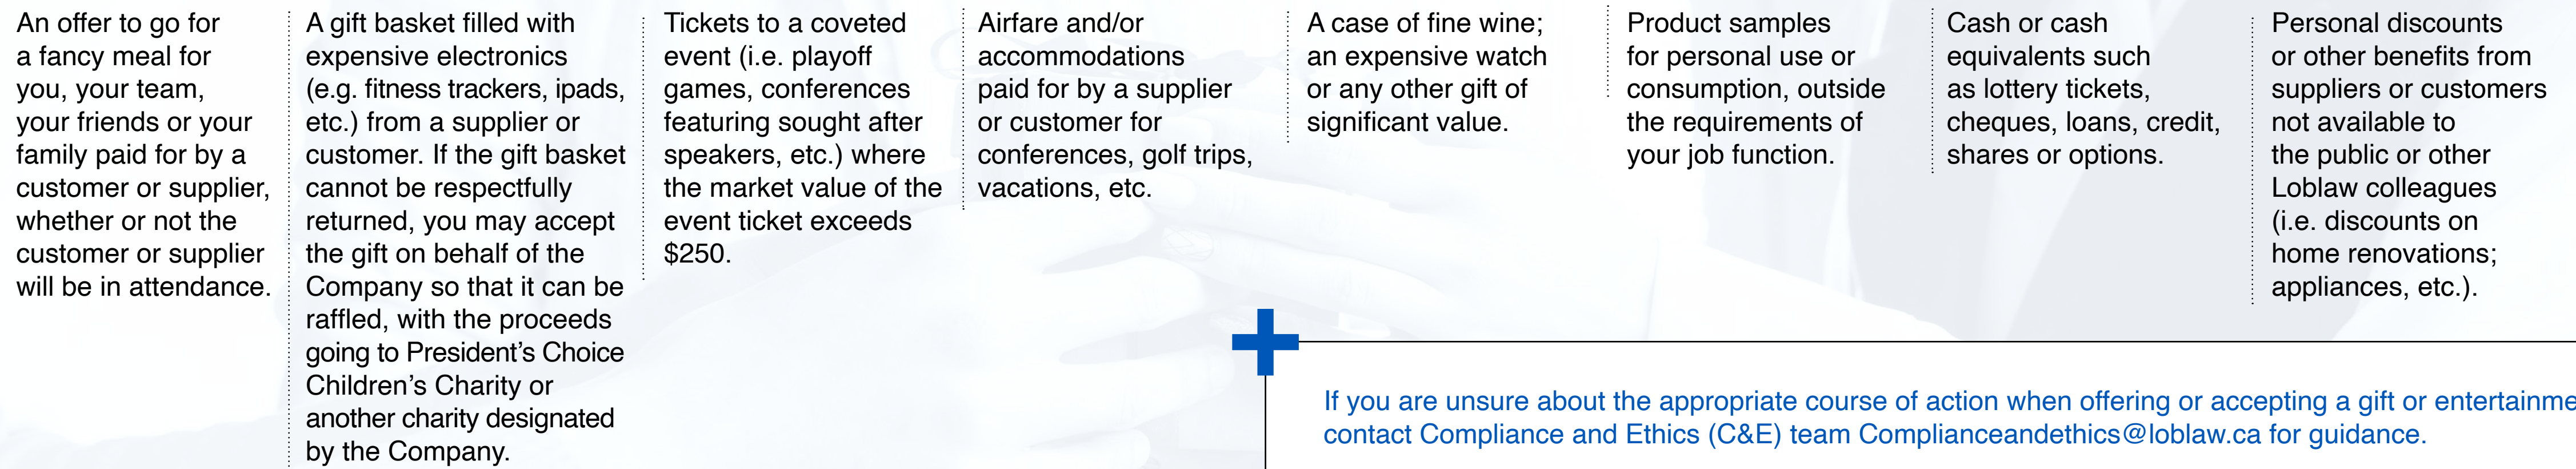 An offer to go for
a fancy meal for
you, your team,
your friends or your
family paid for by a
customer or supplier,
whether or not the
customer or supplier
will be in attendance.
A gift basket filled with
expensive electronics
(e.g. fitness trackers, ipads,
etc.) from a supplier or
customer. If the gift basket
cannot be respectfully
returned, you may accept
the gift on behalf of the
Company so that it can be
raffled, with the proceeds
going to President’s Choice
Children’s Charity or
another charity designated
by the Company.
Tickets to a coveted
event (i.e. playoff
games, conferences
featuring sought after
speakers, etc.) where
the market value of the
event ticket exceeds
$250.
Airfare and/or
accommodations
paid for by a supplier
or customer for
conferences, golf trips,
vacations, etc.
A case of fine wine;
an expensive watch
or any other gift of
significant value.
Product samples
for personal use or
consumption, outside
the requirements of
your job function.
Cash or cash
equivalents such
as lottery tickets,
cheques, loans, credit,
shares or options.
Personal discounts
or other benefits from
suppliers or customers
not available to
the public or other
Loblaw colleagues
(i.e. discounts on
home renovations;
appliances, etc.).
If you are unsure about the appropriate course of action when offering or accepting a gift or entertainme
contact Compliance and Ethics (C&E) team Complianceandethics@loblaw.ca for guidance.